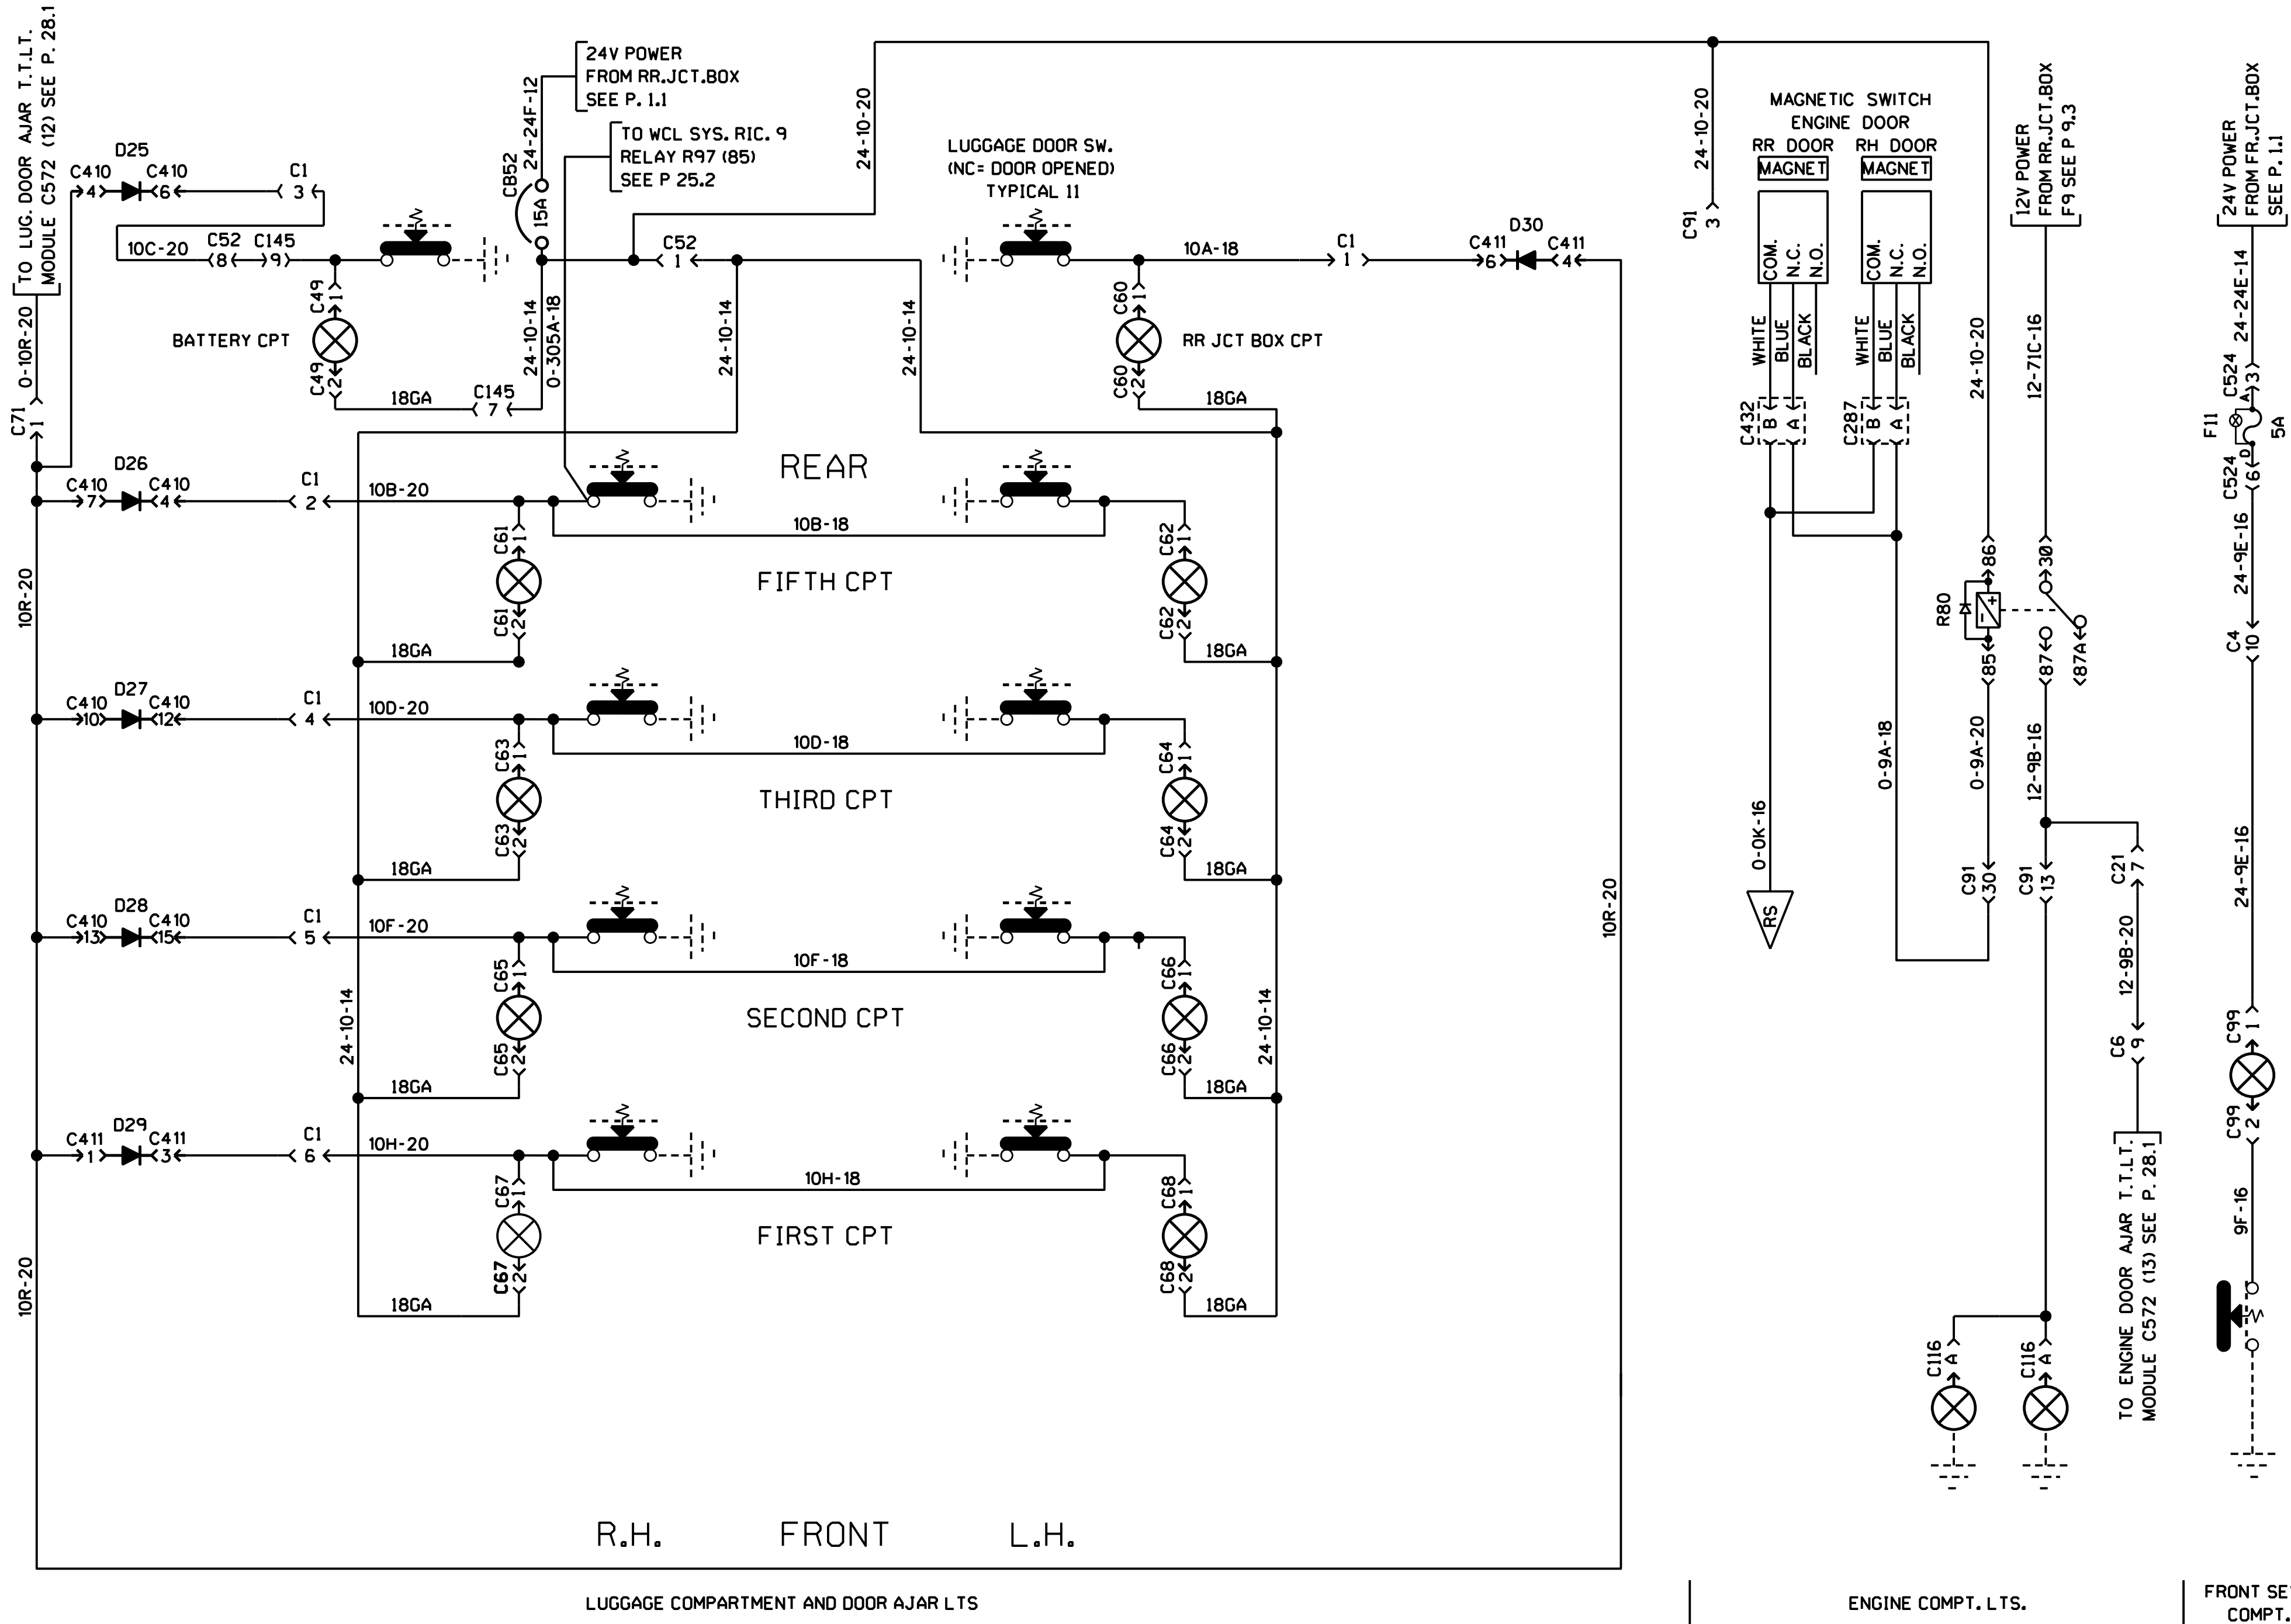 TO LUG. DOOR AJAR T.T.LT.
MODULE C572 (12) SEE P. 28.1
0-10R-20
C71
1
D25
C410 C410
4 6
C1
3
10C-20
C52 C145
8 9
C49
1
BATTERY CPT
C49
2
18GA
C145
7
24V POWER
FROM RR.JCT.BOX
SEE P. 1.1
24-24F-12
CB52
15A
TO WCL SYS. RIC. 9
RELAY R97 (85)
SEE P 25.2
C52
1
24-10-14
0-305A-18
24-10-14
24-10-20
24-10-14
LUGGAGE DOOR SW.
(NC= DOOR OPENED)
TYPICAL 11
10A-18
C1
1
D30
C411 C411
6 4
C60
1
RR JCT BOX CPT
C60
2
18GA
REAR
D26
C410 C410
7 4
C1
2
10B-20
10B-18
C61
1
C61
2
18GA
FIFTH CPT
C62
1
C62
2
18GA
10R-20
D27
C410 C410
10 12
C1
4
10D-20
10D-18
C63
1
C63
2
18GA
THIRD CPT
C64
1
C64
2
18GA
D28
C410 C410
13 15
C1
5
10F-20
10F-18
24-10-14
C65
1
C65
2
18GA
SECOND CPT
C66
1
C66
2
18GA
24-10-14
D29
C411 C411
1 3
C1
6
10H-20
10H-18
C67
1
C67
2
18GA
FIRST CPT
C68
1
C68
2
18GA
10R-20
10R-20
R.H. FRONT L.H.
LUGGAGE COMPARTMENT AND DOOR AJAR LTS
24-10-20
C91
3
MAGNETIC SWITCH
ENGINE DOOR
RR DOOR RH DOOR
MAGNET MAGNET
COM.
N.C.
N.O.
COM.
N.C.
N.O.
WHITE
BLUE
BLACK
WHITE
BLUE
BLACK
C432
B
A
C287
B
A
0-0K-16
RS
0-9A-18
24-10-20
12V POWER
FROM RR.JCT.BOX
F9 SEE P 9.3
12-71C-16
86
30
R80
+
-
85
87
87A
0-9A-20
12-9B-16
C91
30
C91
13
C21
7
12-9B-20
C6
9
TO ENGINE DOOR AJAR T.T.LT.
MODULE C572 (13) SEE P. 28.1
C116
A
C116
A
ENGINE COMPT. LTS.
24V POWER
FROM FR.JCT.BOX
SEE P. 1.1
24-24E-14
C524
3
A
F11
5A
D
C524
6
24-9E-16
C4
10
24-9E-16
C99
1
C99
2
9F-16
FRONT SE
COMPT.